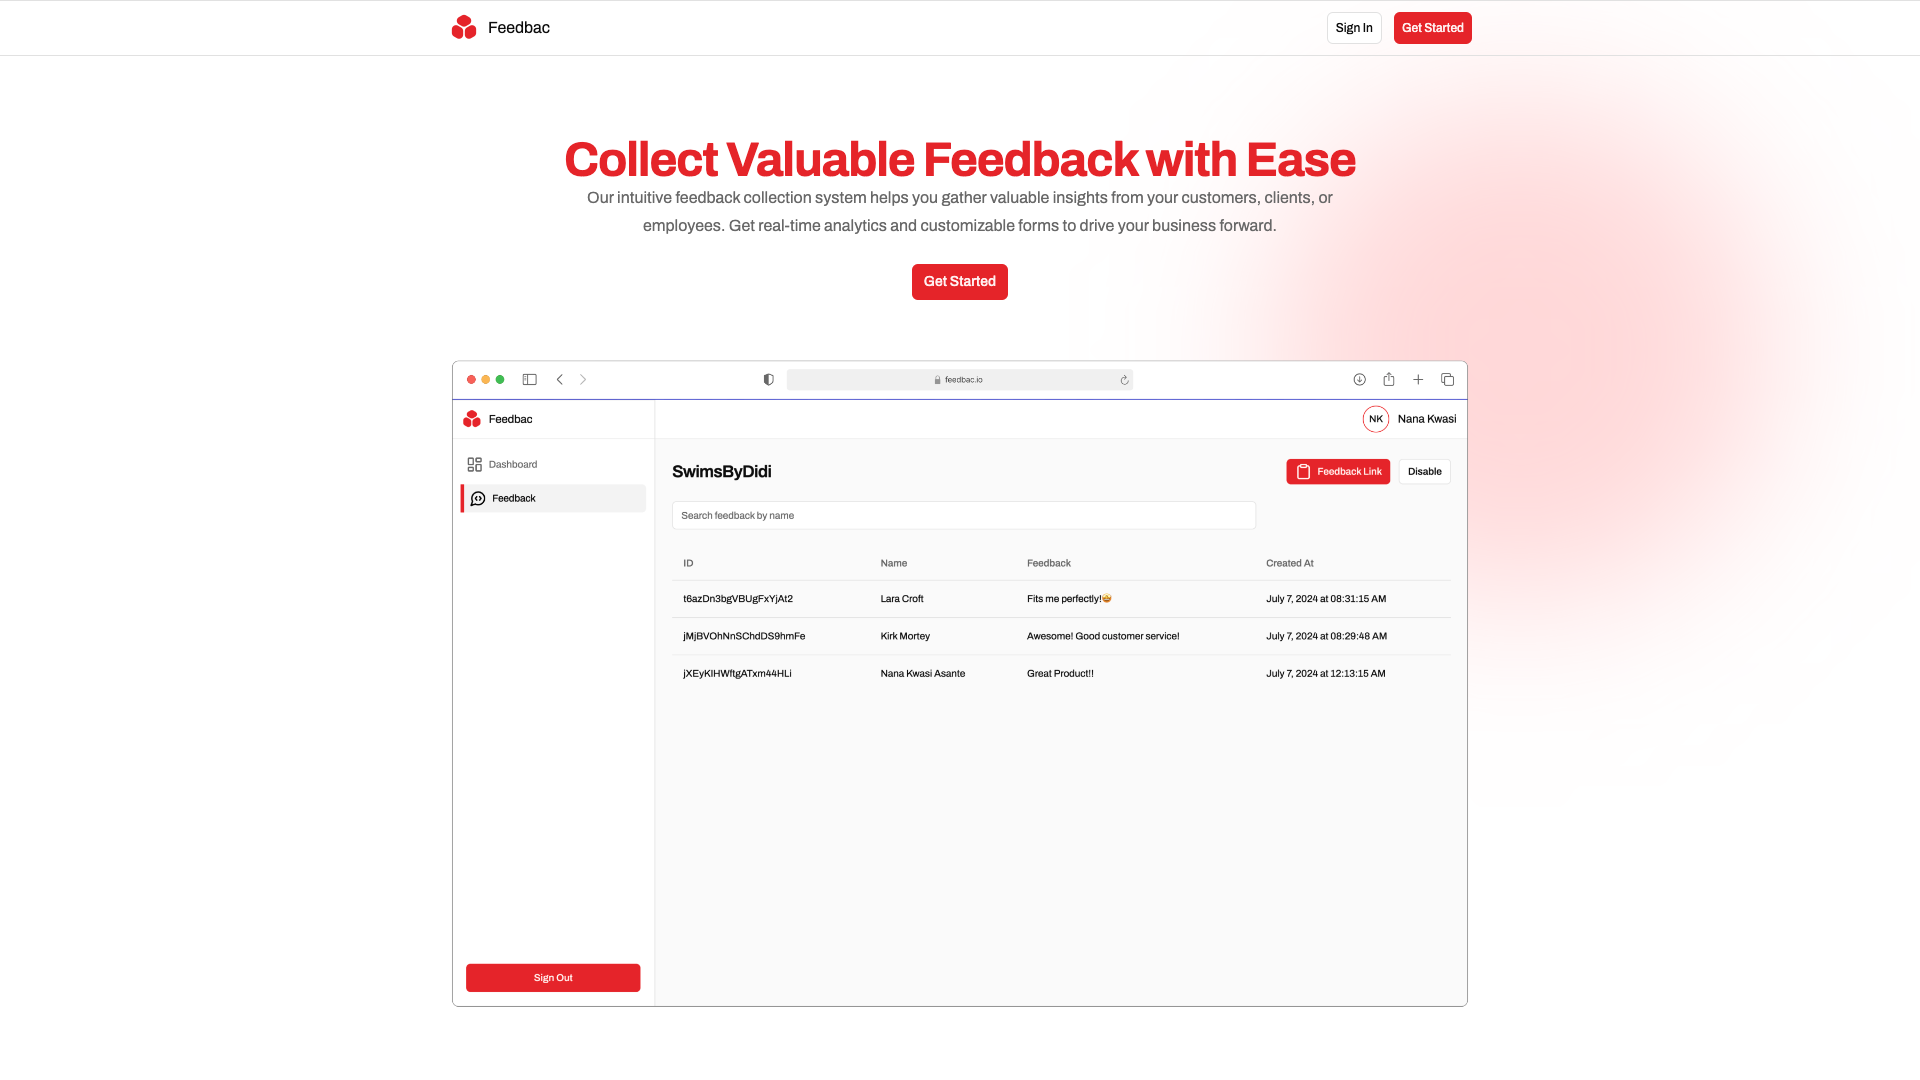 Feedbac
Sign In
Get Started
Collect Valuable Feedback with Ease
Our intuitive feedback collection system helps you gather valuable insights from your customers, clients, or
employees. Get real-time analytics and customizable forms to drive your business forward.
Get Started
feedbac.io
Feedbac
NK
Nana Kwasi
Dashboard
Feedback
SwimsByDidi
Feedback Link
Disable
Search feedback by name
ID Name Feedback Created At
t6azDn3bgVBUgFxYjAt2 Lara Croft Fits me perfectly!🤩 July 7, 2024 at 08:31:15 AM
jMjBVOhNnSChdDS9hmFe Kirk Mortey Awesome! Good customer service! July 7, 2024 at 08:29:48 AM
jXEyKIHWftgATxm44HLi Nana Kwasi Asante Great Product!! July 7, 2024 at 12:13:15 AM
Sign Out